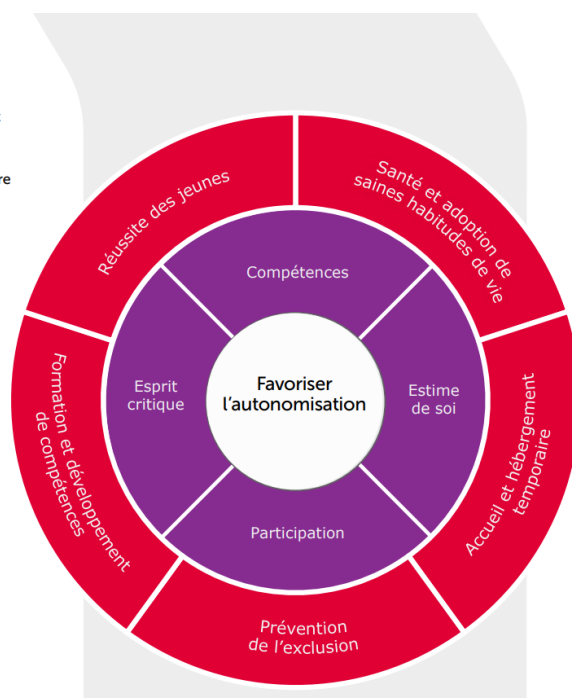 re
Réussite des jeunes
Santé et adoption de
saines habitudes de vie
Compétences
Esprit
critique
Favoriser
l'autonomisation
Estime
de soi
Formation et développement
de compétences
Accueil et hébergement
temporaire
Participation
Prévention
de l'exclusion